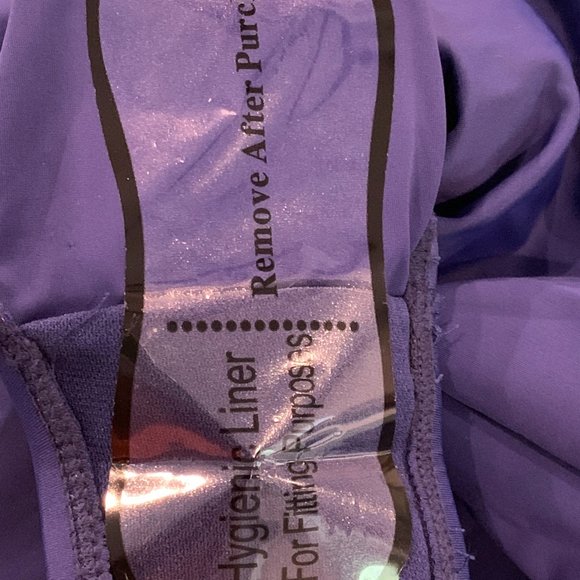 Remove After Purc
Hygienic Liner
For Fitting Purposes